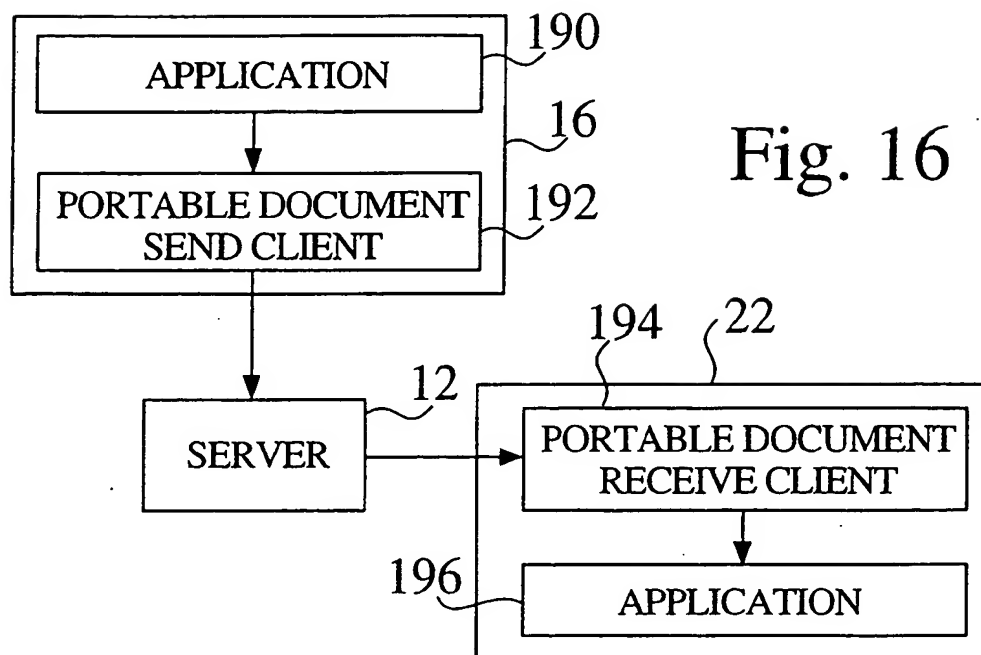 190
APPLICATION
16
Fig. 16
PORTABLE DOCUMENT
SEND CLIENT
192
194
22
12
SERVER
PORTABLE DOCUMENT
RECEIVE CLIENT
196
APPLICATION